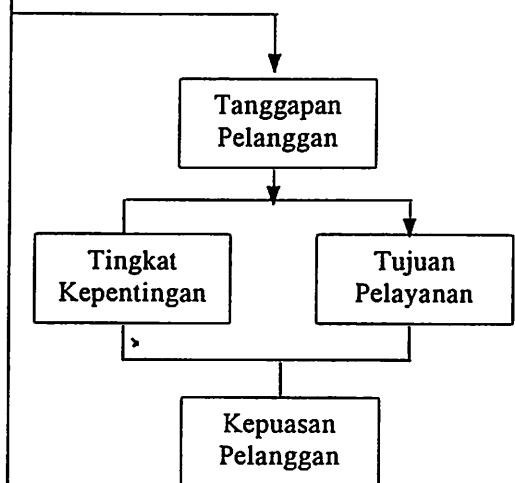 Tanggapan
Pelanggan
Tingkat
Kepentingan
Tujuan
Pelayanan
Kepuasan
Pelanggan